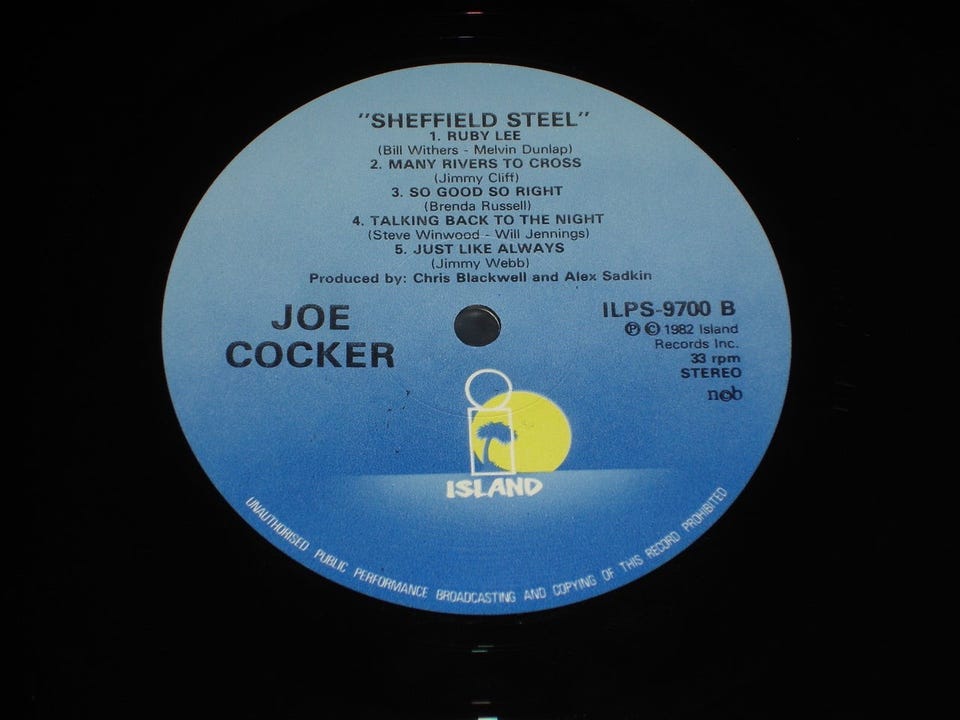 "SHEFFIELD STEEL"
1. RUBY LEE
(Bill Withers - Melvin Dunlap)
2. MANY RIVERS TO CROSS
(Jimmy Cliff)
3. SO GOOD SO RIGHT
(Brenda Russell)
4. TALKING BACK TO THE NIGHT
(Steve Winwood - Will Jennings)
5. JUST LIKE ALWAYS
(Jimmy Webb)
Produced by: Chris Blackwell and Alex Sadkin
JOE
COCKER
ILPS-9700 B
Ⓟ © 1982 Island
Records Inc.
33 rpm
STEREO
ncb
ISLAND
UNAUTHORISED PUBLIC PERFORMANCE BROADCASTING AND COPYING OF THIS RECORD PROHIBITED